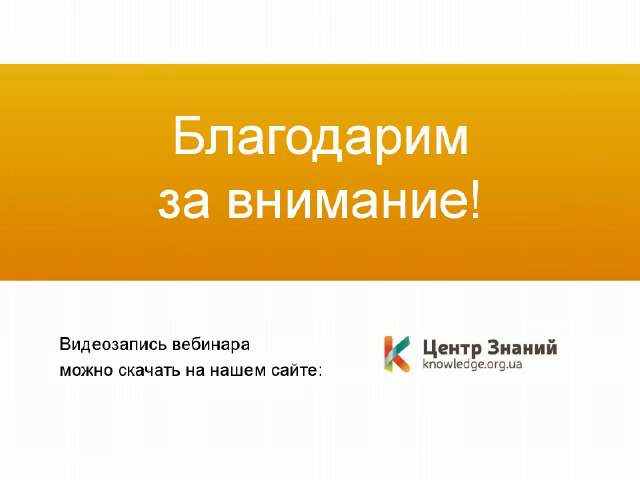 Благодарим
за внимание!
Видеозапись вебинара
можно скачать на нашем сайте:
Центр Знаний
knowledge.org.ua